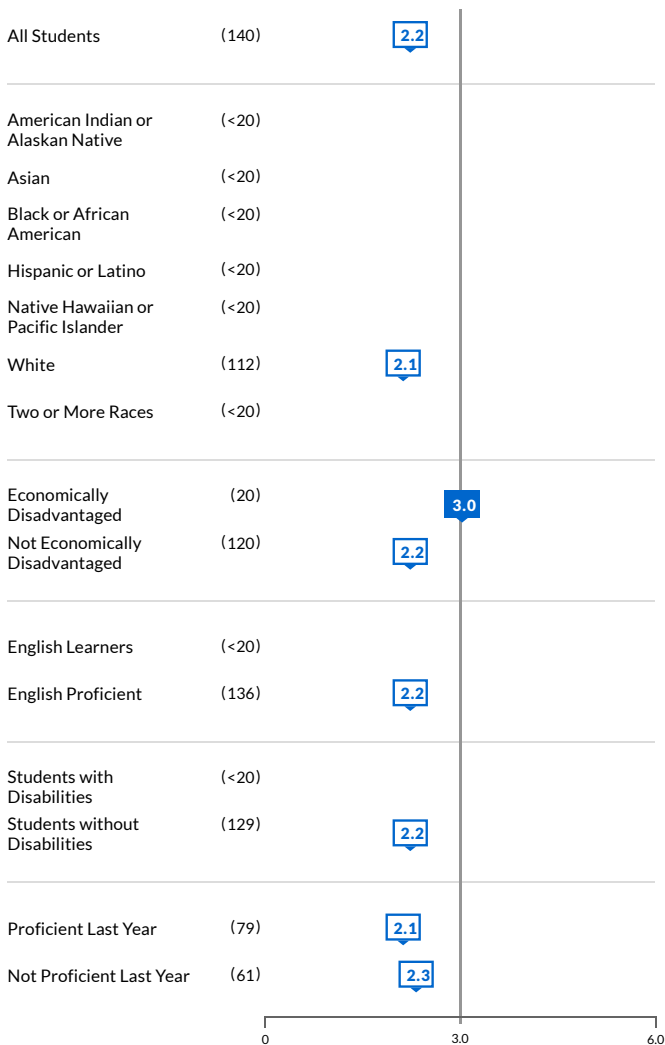 All Students (140) 2.2
American Indian or (<20)
Alaskan Native
Asian (<20)
Black or African (<20)
American
Hispanic or Latino (<20)
Native Hawaiian or (<20)
Pacific Islander
White (112) 2.1
Two or More Races (<20)
Economically (20) 3.0
Disadvantaged
Not Economically (120) 2.2
Disadvantaged
English Learners (<20)
English Proficient (136) 2.2
Students with (<20)
Disabilities
Students without (129) 2.2
Disabilities
Proficient Last Year (79) 2.1
Not Proficient Last Year (61) 2.3
0 3.0 6.0